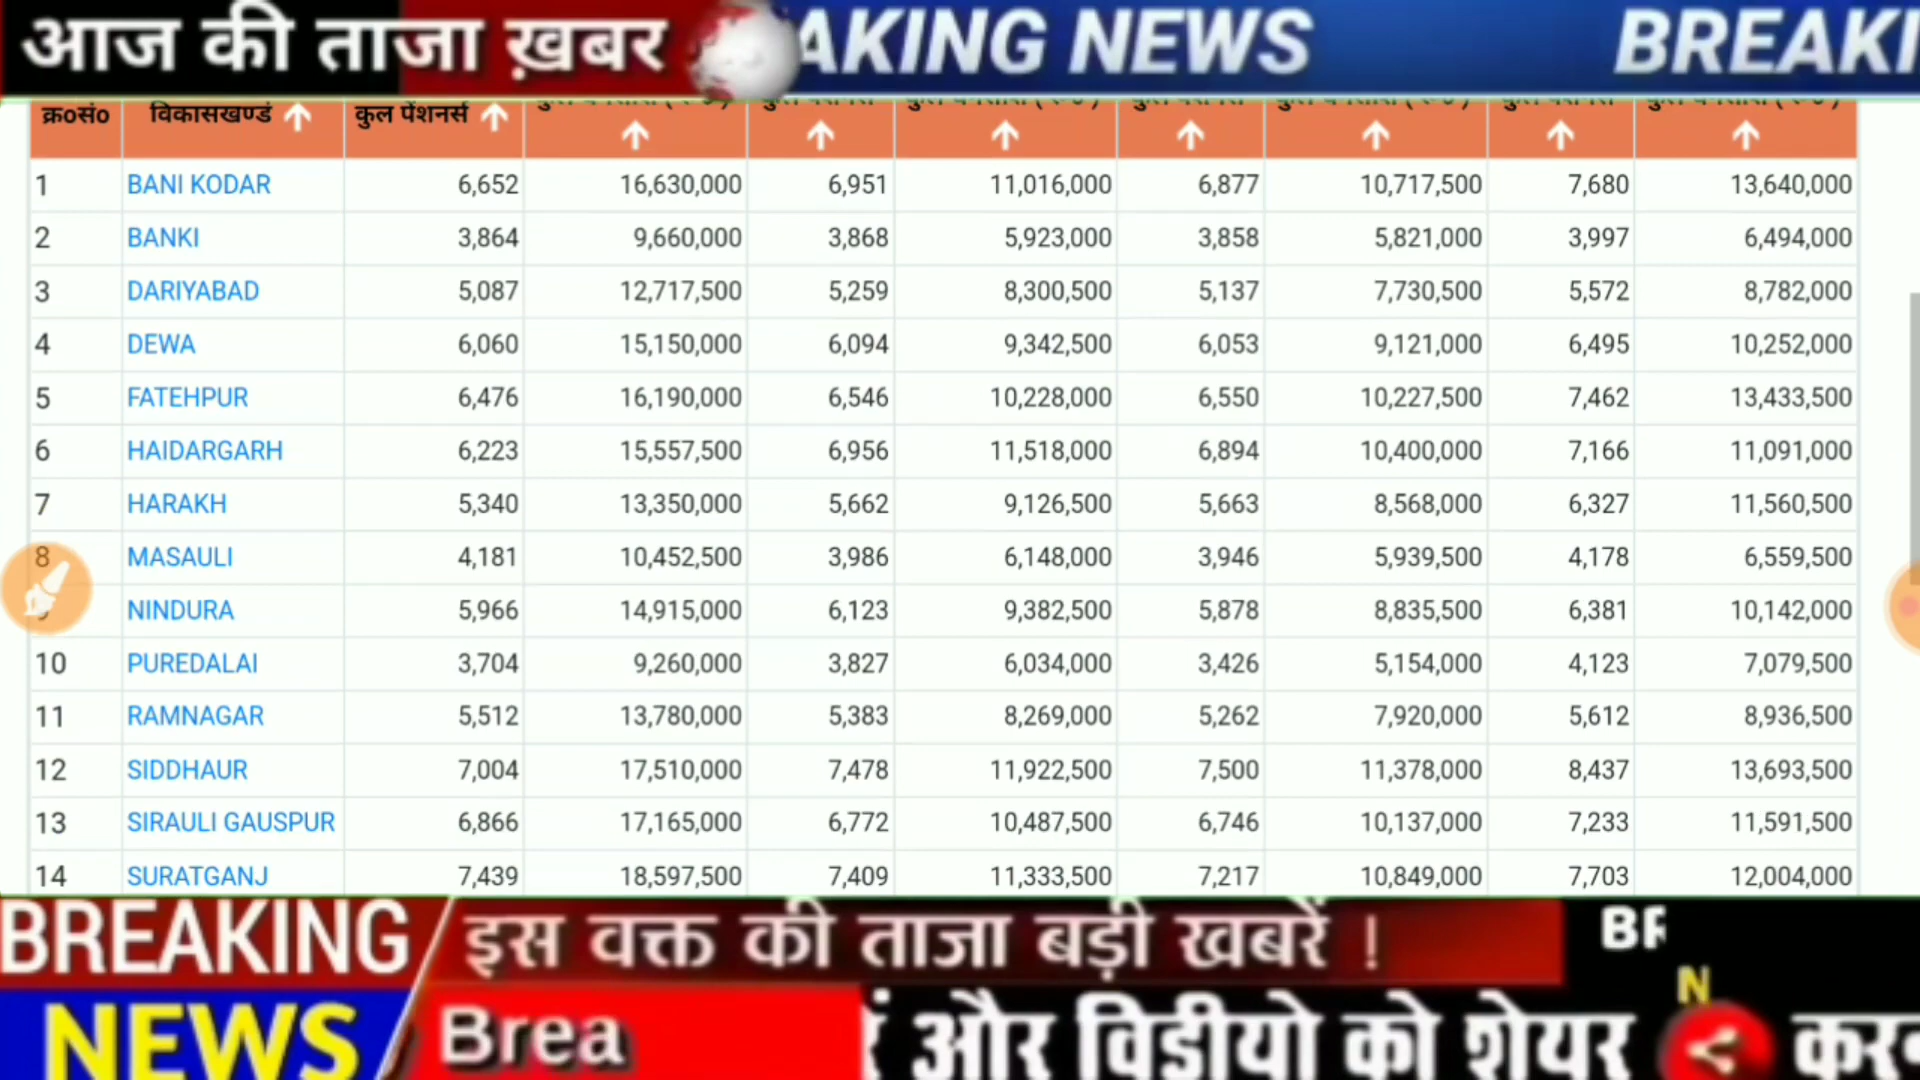 आज की ताजा ख़बर AKING NEWS BREAKI
क्र०सं० विकासखण्ड कुल पेंशनर्स
1 BANI KODAR 6,652 16,630,000 6,951 11,016,000 6,877 10,717,500 7,680 13,640,000
2 BANKI 3,864 9,660,000 3,868 5,923,000 3,858 5,821,000 3,997 6,494,000
3 DARIYABAD 5,087 12,717,500 5,259 8,300,500 5,137 7,730,500 5,572 8,782,000
4 DEWA 6,060 15,150,000 6,094 9,342,500 6,053 9,121,000 6,495 10,252,000
5 FATEHPUR 6,476 16,190,000 6,546 10,228,000 6,550 10,227,500 7,462 13,433,500
6 HAIDARGARH 6,223 15,557,500 6,956 11,518,000 6,894 10,400,000 7,166 11,091,000
7 HARAKH 5,340 13,350,000 5,662 9,126,500 5,663 8,568,000 6,327 11,560,500
8 MASAULI 4,181 10,452,500 3,986 6,148,000 3,946 5,939,500 4,178 6,559,500
NINDURA 5,966 14,915,000 6,123 9,382,500 5,878 8,835,500 6,381 10,142,000
10 PUREDALAI 3,704 9,260,000 3,827 6,034,000 3,426 5,154,000 4,123 7,079,500
11 RAMNAGAR 5,512 13,780,000 5,383 8,269,000 5,262 7,920,000 5,612 8,936,500
12 SIDDHAUR 7,004 17,510,000 7,478 11,922,500 7,500 11,378,000 8,437 13,693,500
13 SIRAULI GAUSPUR 6,866 17,165,000 6,772 10,487,500 6,746 10,137,000 7,233 11,591,500
14 SURATGANJ 7,439 18,597,500 7,409 11,333,500 7,217 10,849,000 7,703 12,004,000
BREAKING इस वक्त की ताजा बड़ी खबरें ! BR
N
NEWS Brea और विडीयो को शेयर